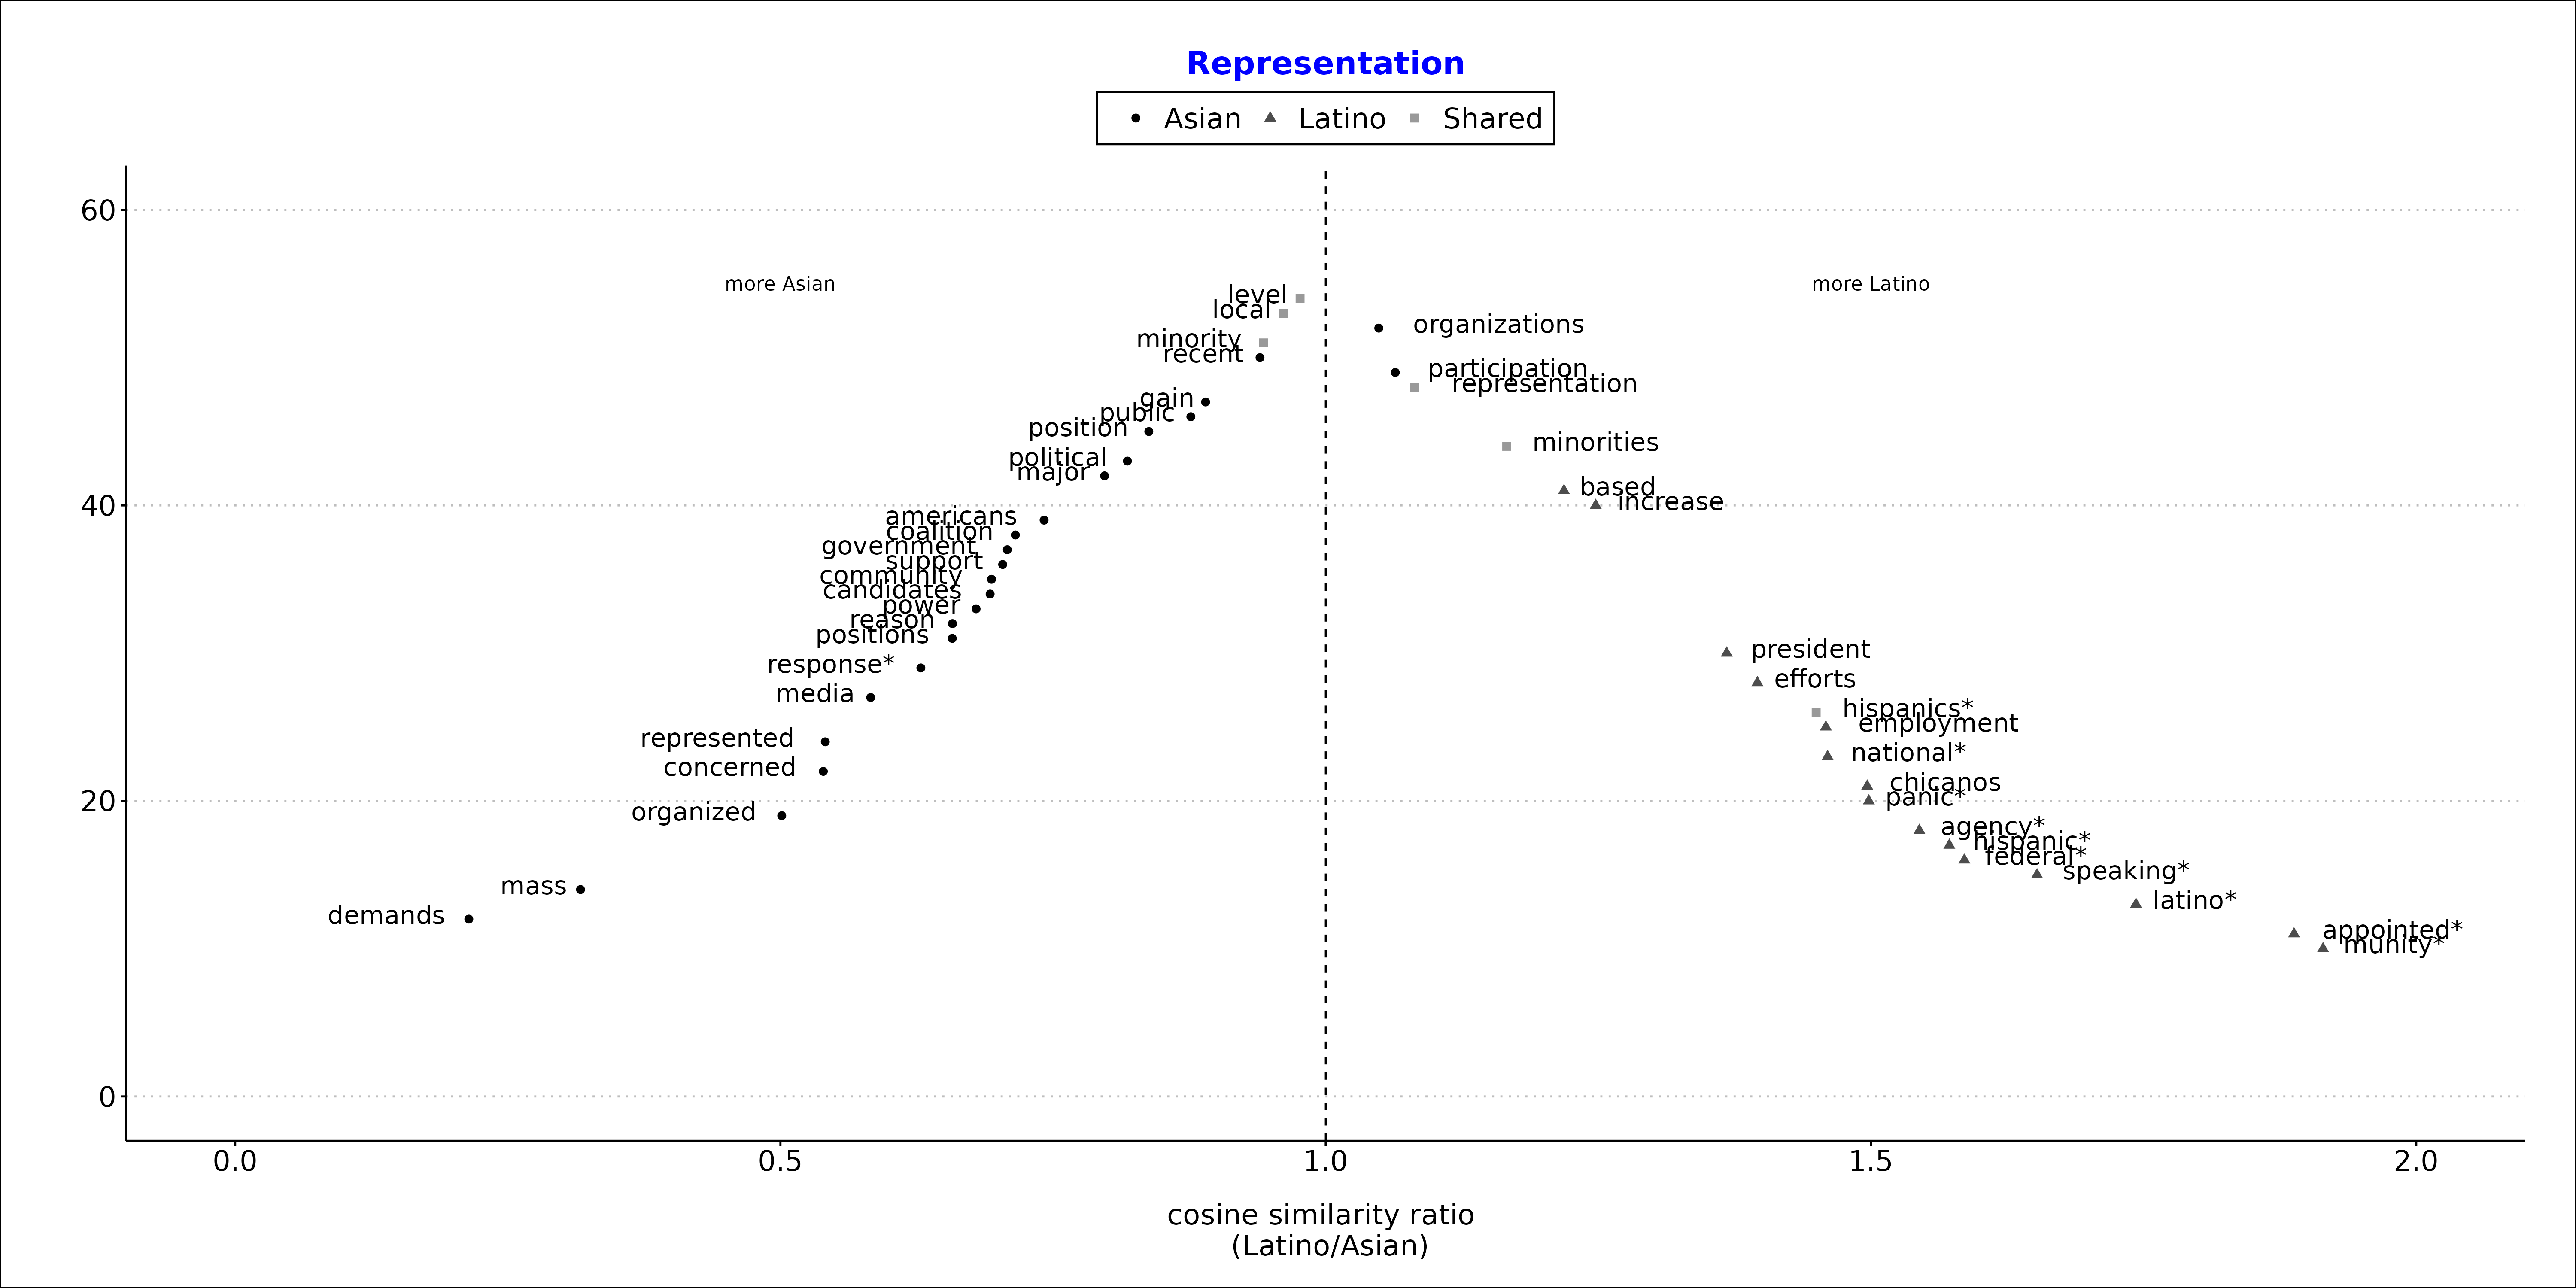 Representation
Asian Latino Shared
60
more Asian
more Latino
level
local
organizations
minority
recent
participation
representation
gain
public
position
minorities
political
major
based
40
increase
americans
coalition
government
support
community
candidates
power
reason
positions
president
response*
efforts
media
hispanics*
employment
represented
national*
concerned
chicanos
20
panic*
organized
agency*
hispanic*
federal*
speaking*
mass
latino*
demands
appointed*
munity*
0
0.0 0.5 1.0 1.5 2.0
cosine similarity ratio
(Latino/Asian)